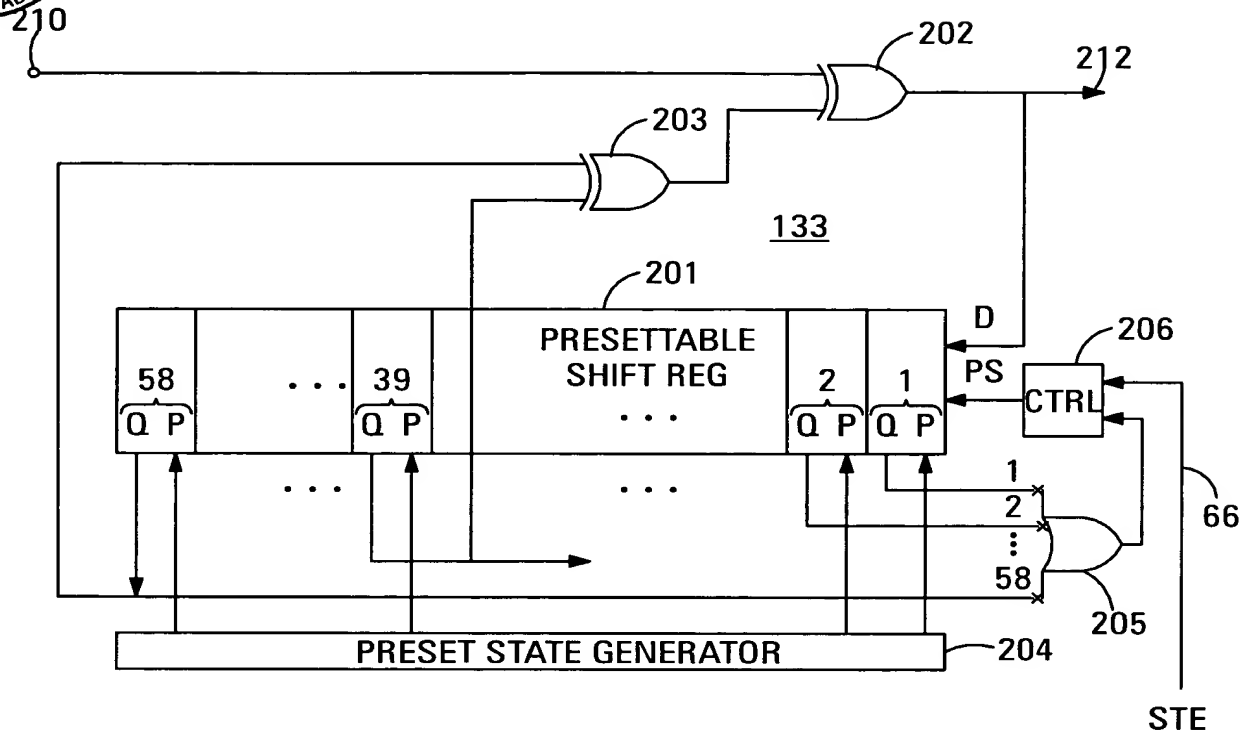 210
202
212
203
133
201
D
PRESETTABLE
SHIFT REG
206
58
. . .
39
2
1
PS
CTRL
Q P
Q P
. . .
Q P
Q P
. . .
. . .
1
2
⋮
58
66
205
PRESET STATE GENERATOR
204
STE